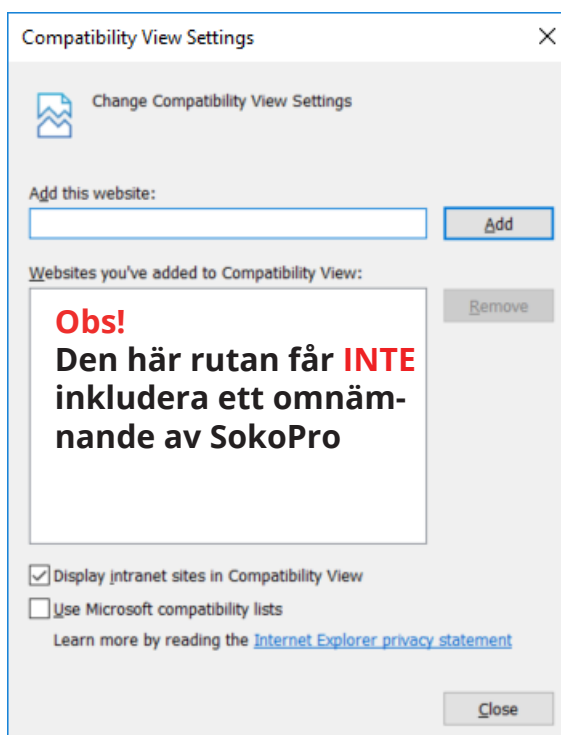 Compatibility View Settings
Change Compatibility View Settings
Add this website:
Add
Websites you've added to Compatibility View:
Remove
Obs!
Den här rutan får INTE
inkludera ett omnäm-
nande av SokoPro
Display intranet sites in Compatibility View
Use Microsoft compatibility lists
Learn more by reading the Internet Explorer privacy statement
Close